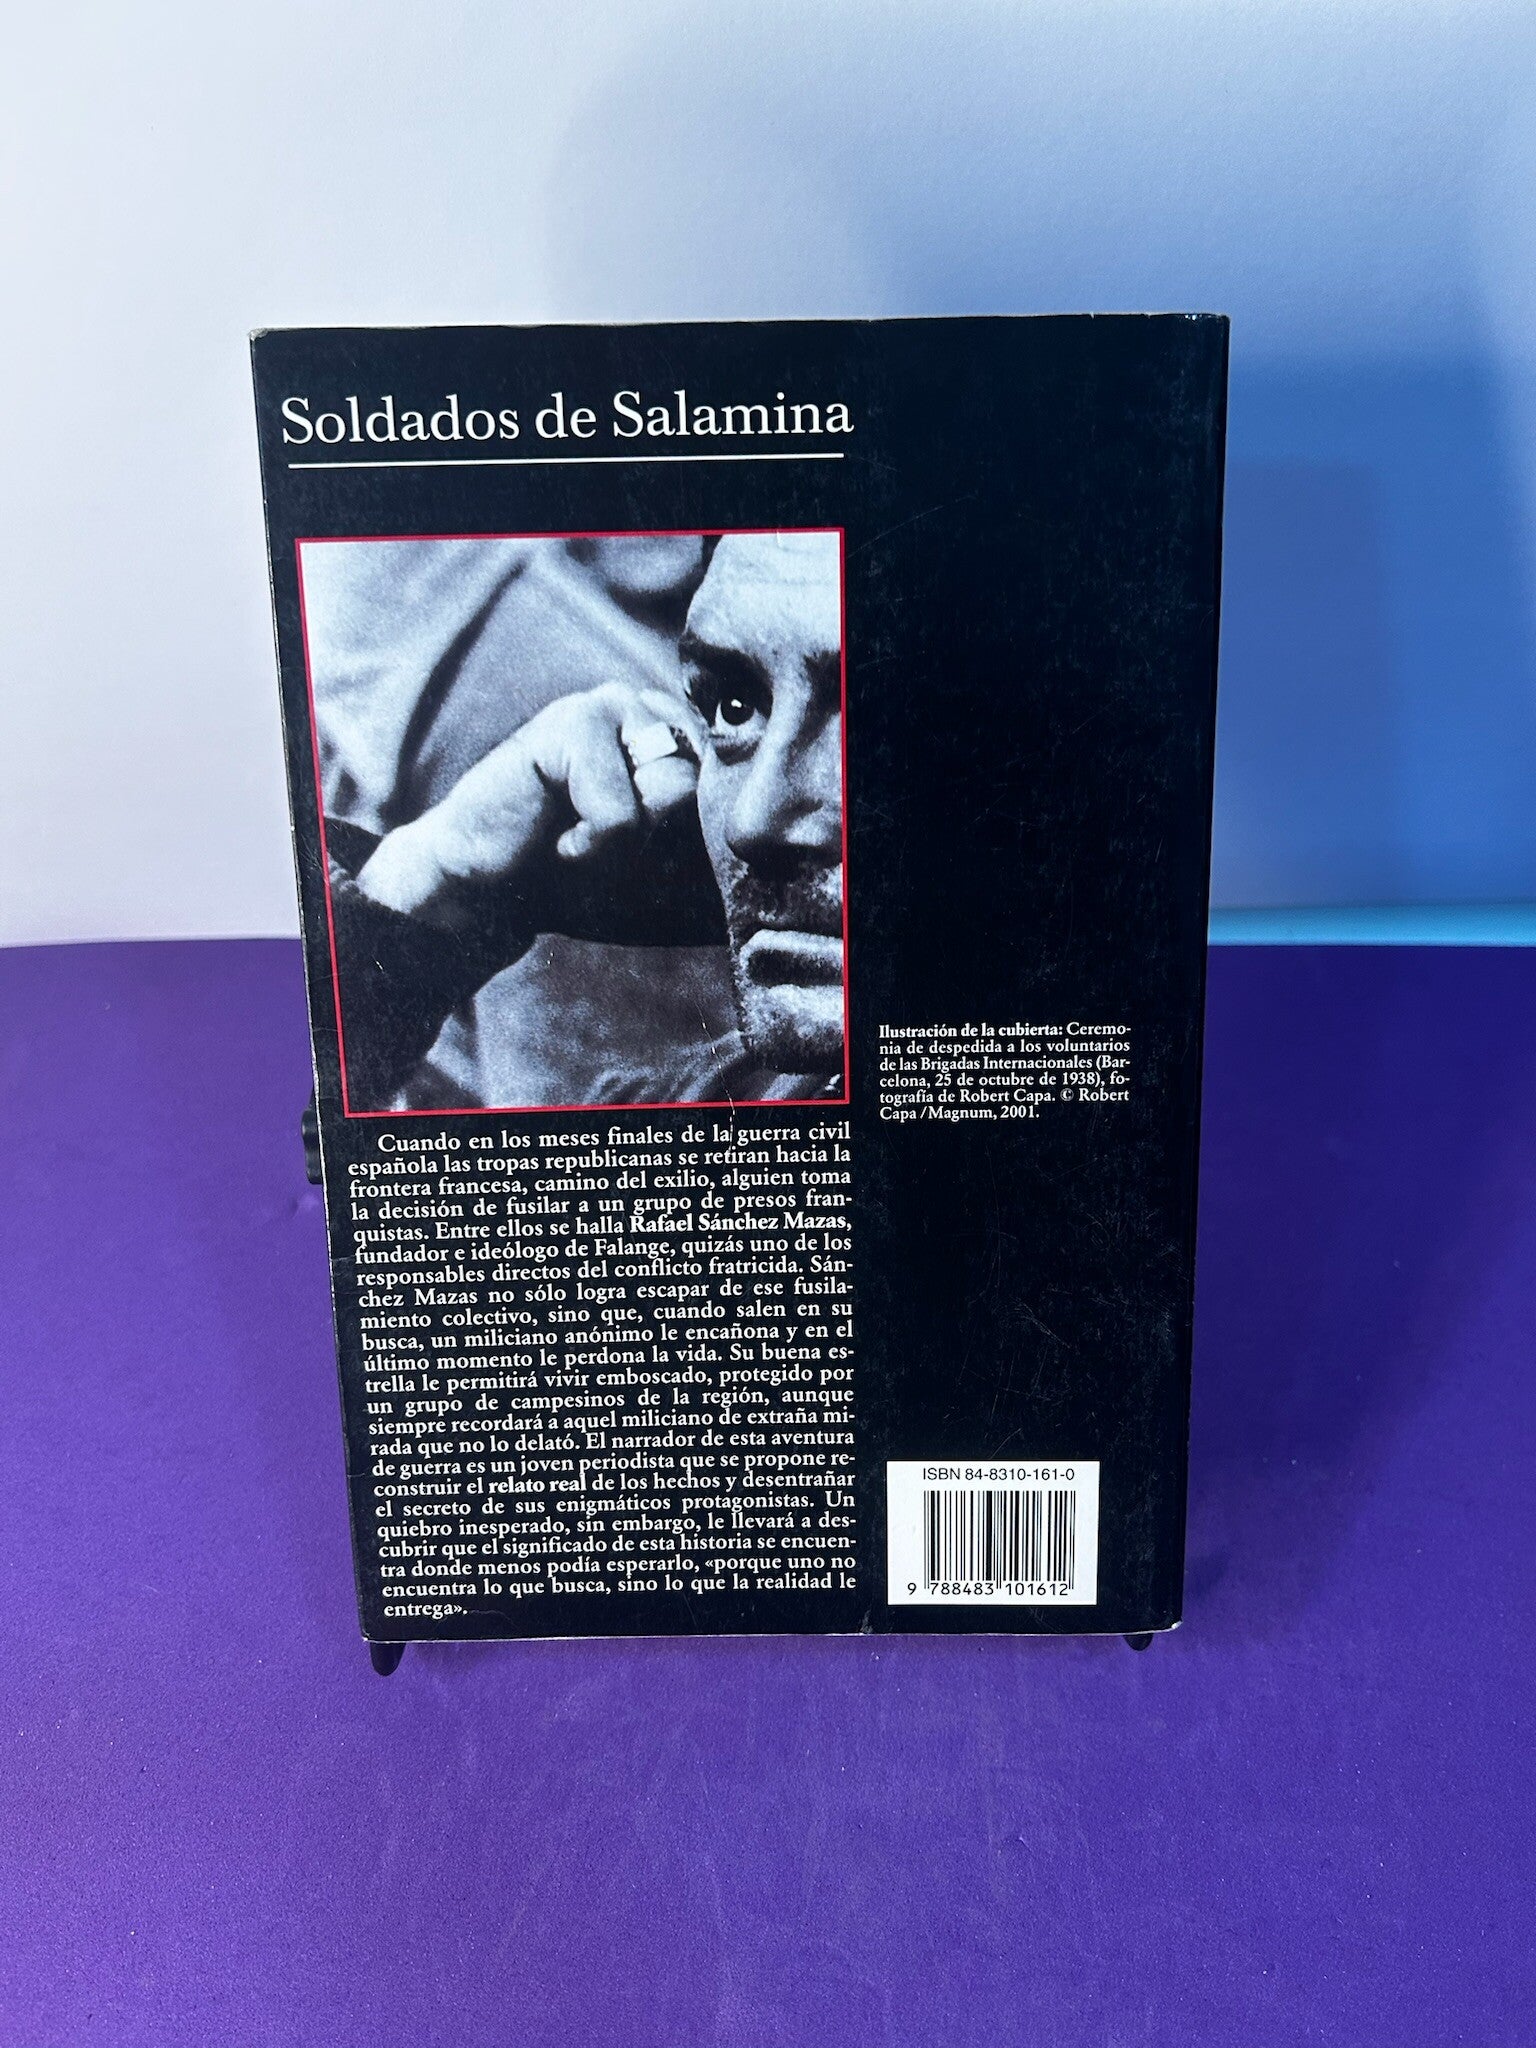 Soldados de Salamina
Ilustración de la cubierta: Ceremo-
nia de despedida a los voluntarios
de las Brigadas Internacionales (Bar-
celona, 25 de octubre de 1938), fo-
tografía de Robert Capa. © Robert
Capa / Magnum, 2001.
Cuando en los meses finales de la guerra civil
española las tropas republicanas se retiran hacia la
frontera francesa, camino del exilio, alguien toma
la decisión de fusilar a un grupo de presos fran-
quistas. Entre ellos se halla Rafael Sánchez Mazas,
fundador e ideólogo de Falange, quizás uno de los
responsables directos del conflicto fratricida. Sán-
chez Mazas no sólo logra escapar de ese fusila-
miento colectivo, sino que, cuando salen en su
busca, un miliciano anónimo le encañona y en el
último momento le perdona la vida. Su buena es-
trella le permitirá vivir emboscado, protegido por
un grupo de campesinos de la región, aunque
siempre recordará a aquel miliciano de extraña mi-
rada que no lo delató. El narrador de esta aventura
de guerra es un joven periodista que se propone re-
construir el relato real de los hechos y desentrañar
el secreto de sus enigmáticos protagonistas. Un
quiebro inesperado, sin embargo, le llevará a des-
cubrir que el significado de esta historia se encuen-
tra donde menos podía esperarlo, «porque uno no
encuentra lo que busca, sino lo que la realidad le
entrega».
ISBN 84-8310-161-0
9 788483 101612